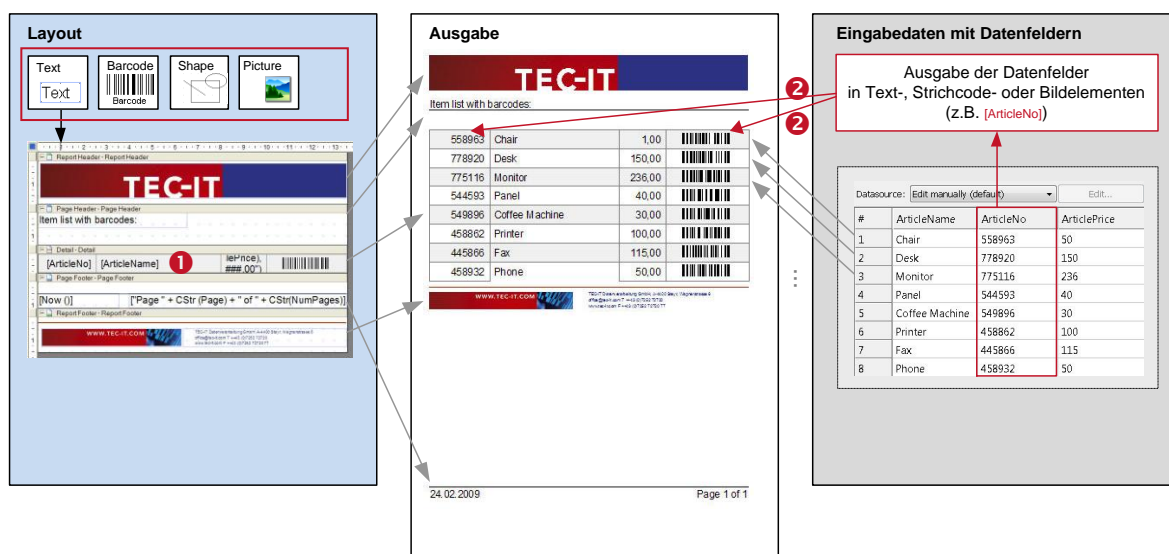 Layout
Text
Barcode
Shape
Picture
Text
Barcode
Report Header - Report Header
TEC-IT
Page Header - Page Header
Item list with barcodes:
Detail - Detail
[ArticleNo] [ArticleName] 1 ###,00")
Page Footer - Page Footer
[Now ()] ["Page " + CStr (Page) + " of " + CStr(NumPages)]
Report Footer - Report Footer
WWW.TEC-IT.COM
Ausgabe
TEC-IT
Item list with barcodes:
558963 Chair 1,00
778920 Desk 150,00
775116 Monitor 236,00
544593 Panel 40,00
549896 Coffee Machine 30,00
458862 Printer 100,00
445866 Fax 115,00
458932 Phone 50,00
WWW.TEC-IT.COM
24.02.2009 Page 1 of 1
2
2
Eingabedaten mit Datenfeldern
Ausgabe der Datenfelder
in Text-, Strichcode- oder Bildelementen
(z.B. [ArticleNo])
Datasource: Edit manually (default) Edit...
# ArticleName ArticleNo ArticlePrice
1 Chair 558963 50
2 Desk 778920 150
3 Monitor 775116 236
4 Panel 544593 40
5 Coffee Machine 549896 30
6 Printer 458862 100
7 Fax 445866 115
8 Phone 458932 50